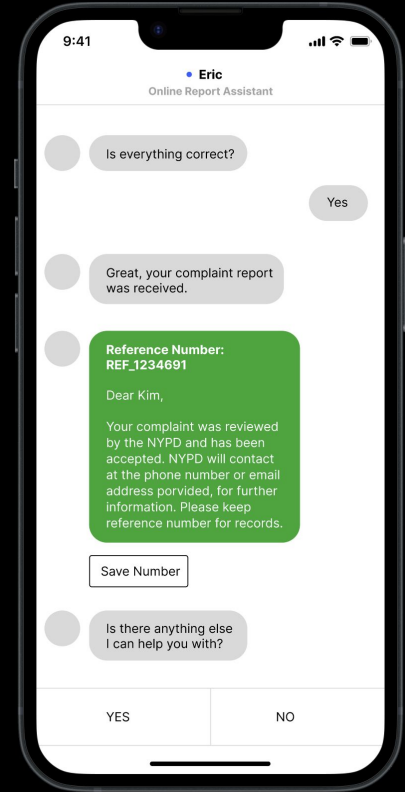 9:41
Eric
Online Report Assistant
Is everything correct?
Yes
Great, your complaint report
was received.
Reference Number:
REF_1234691
Dear Kim,
Your complaint was reviewed
by the NYPD and has been
accepted. NYPD will contact
at the phone number or email
address porvided, for further
information. Please keep
reference number for records.
Save Number
Is there anything else
I can help you with?
YES
NO